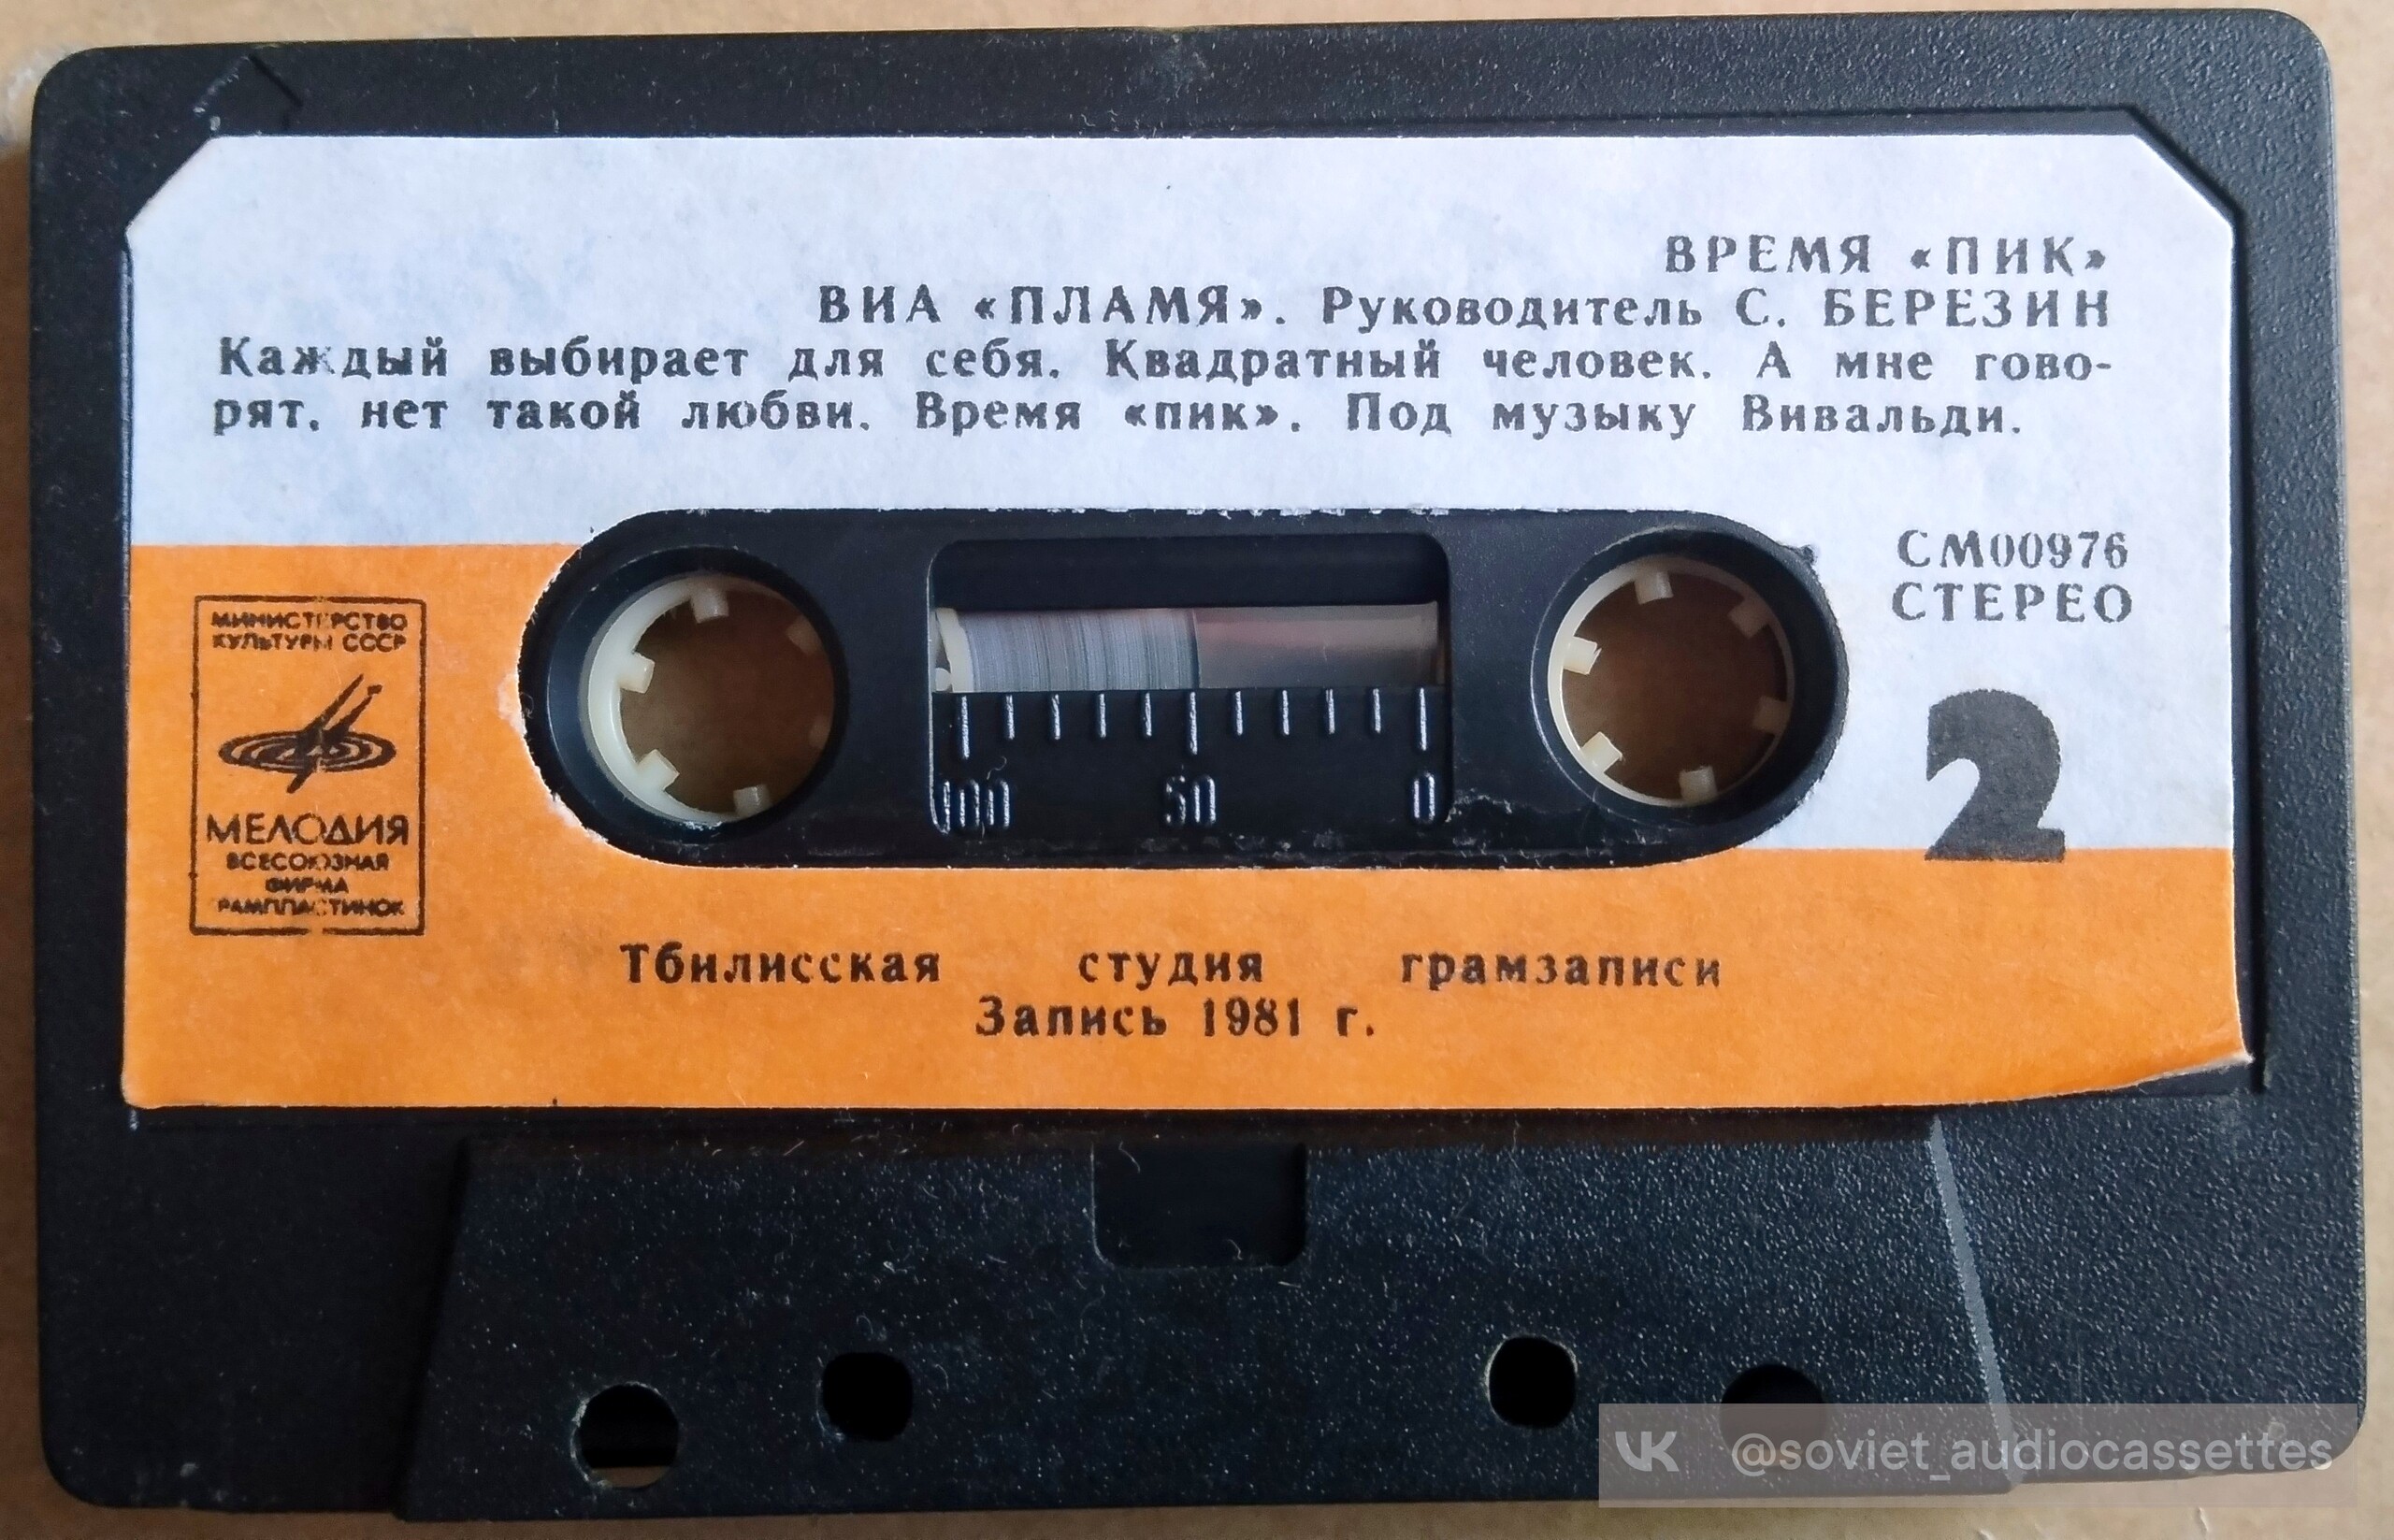 ВРЕМЯ «ПИК»
ВИА «ПЛАМЯ». Руководитель С. БЕРЕЗИН
Каждый выбирает для себя. Квадратный человек. А мне гово-
рят, нет такой любви. Время «пик». Под музыку Вивальди.
СМ00976
СТЕРЕО
2
МИНИСТЕРСТВО
КУЛЬТУРЫ СССР
МЕЛОДИЯ
ВСЕСОЮЗНАЯ
ФИРМА
ГРАМПЛАСТИНОК
100 50 0
Тбилисская студия грамзаписи
Запись 1981 г.
VK @soviet_audiocassettes